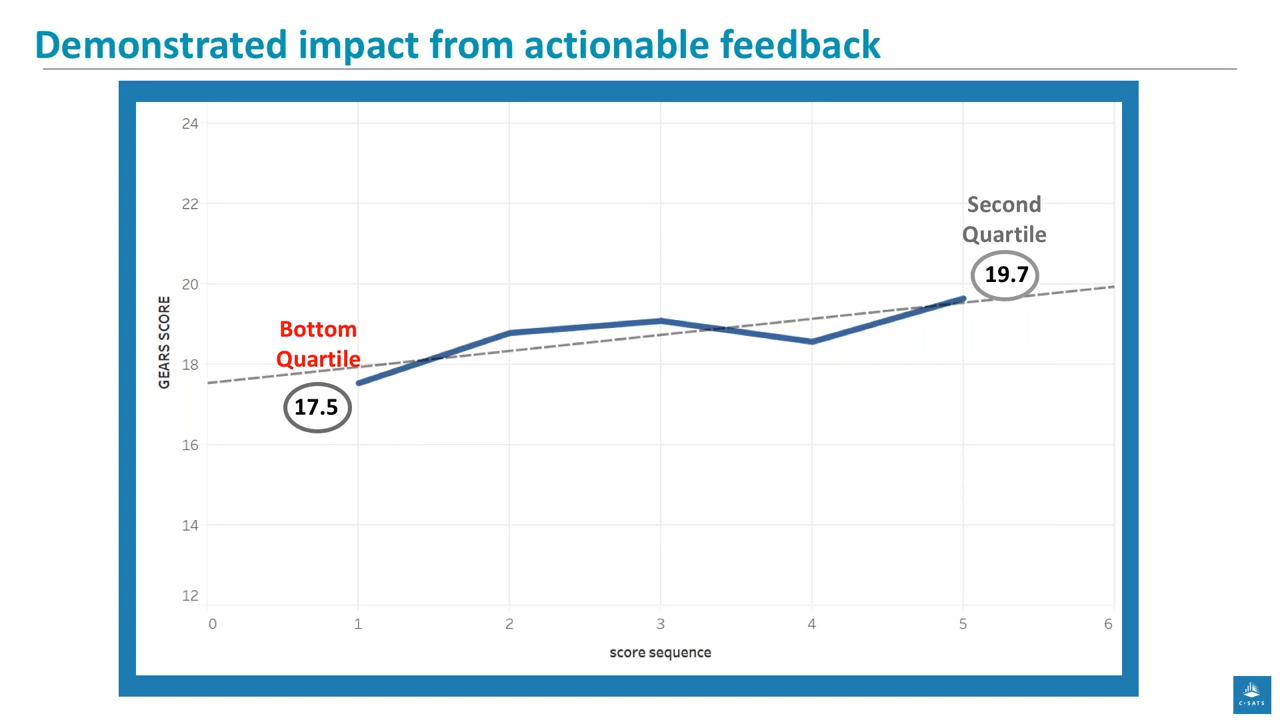 Demonstrated impact from actionable feedback
24
22
20
18
16
14
12
GEARS SCORE
Bottom
Quartile
17.5
Second
Quartile
19.7
0 1 2 3 4 5 6
score sequence
C·SATS